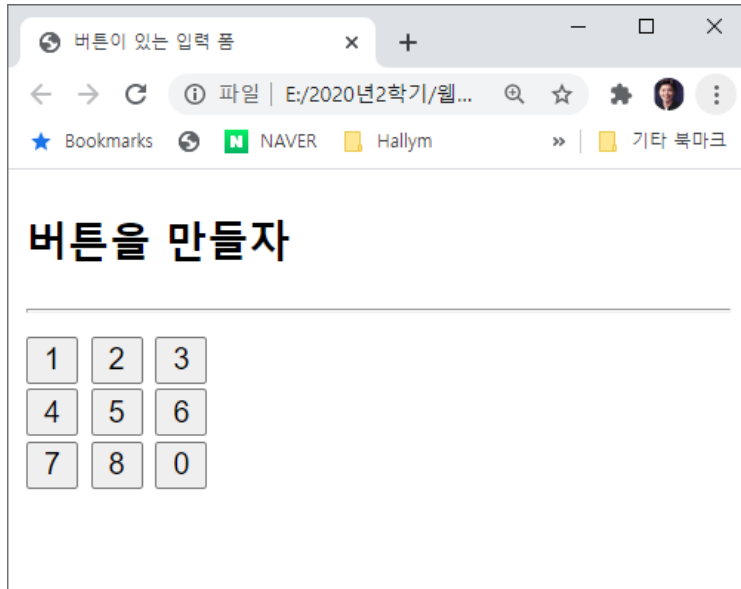 버튼이 있는 입력 폼
파일 | E:/2020년2학기/웹...
Bookmarks NAVER Hallym » 기타 북마크
버튼을 만들자
1 2 3
4 5 6
7 8 0